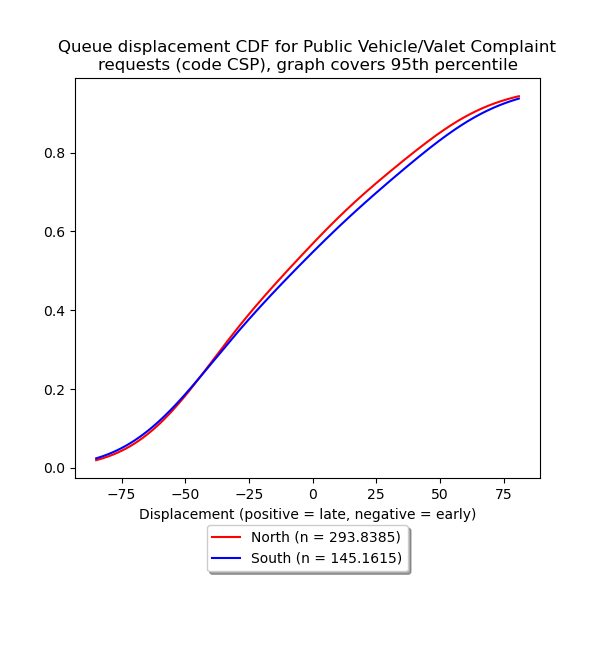 Queue displacement CDF for Public Vehicle/Valet Complaint
requests (code CSP), graph covers 95th percentile
0.8
0.6
0.4
0.2
0.0
−75
−50
−25
0
25
50
75
Displacement (positive = late, negative = early)
North (n = 293.8385)
South (n = 145.1615)